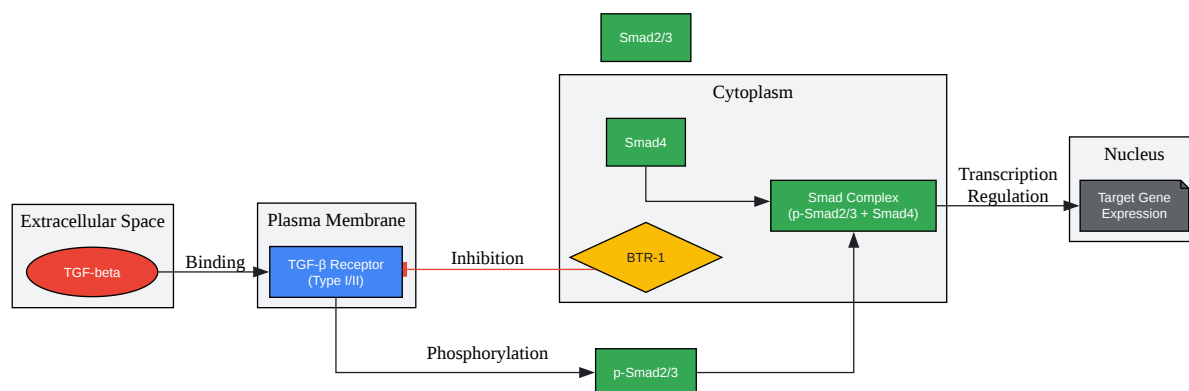 Smad2/3
Cytoplasm
Smad4
Nucleus
Transcription
Regulation
Smad Complex
(p-Smad2/3 + Smad4)
Target Gene
Expression
Extracellular Space
Plasma Membrane
TGF-beta
Binding
TGF-β Receptor
(Type I/II)
Inhibition
BTR-1
Phosphorylation
p-Smad2/3